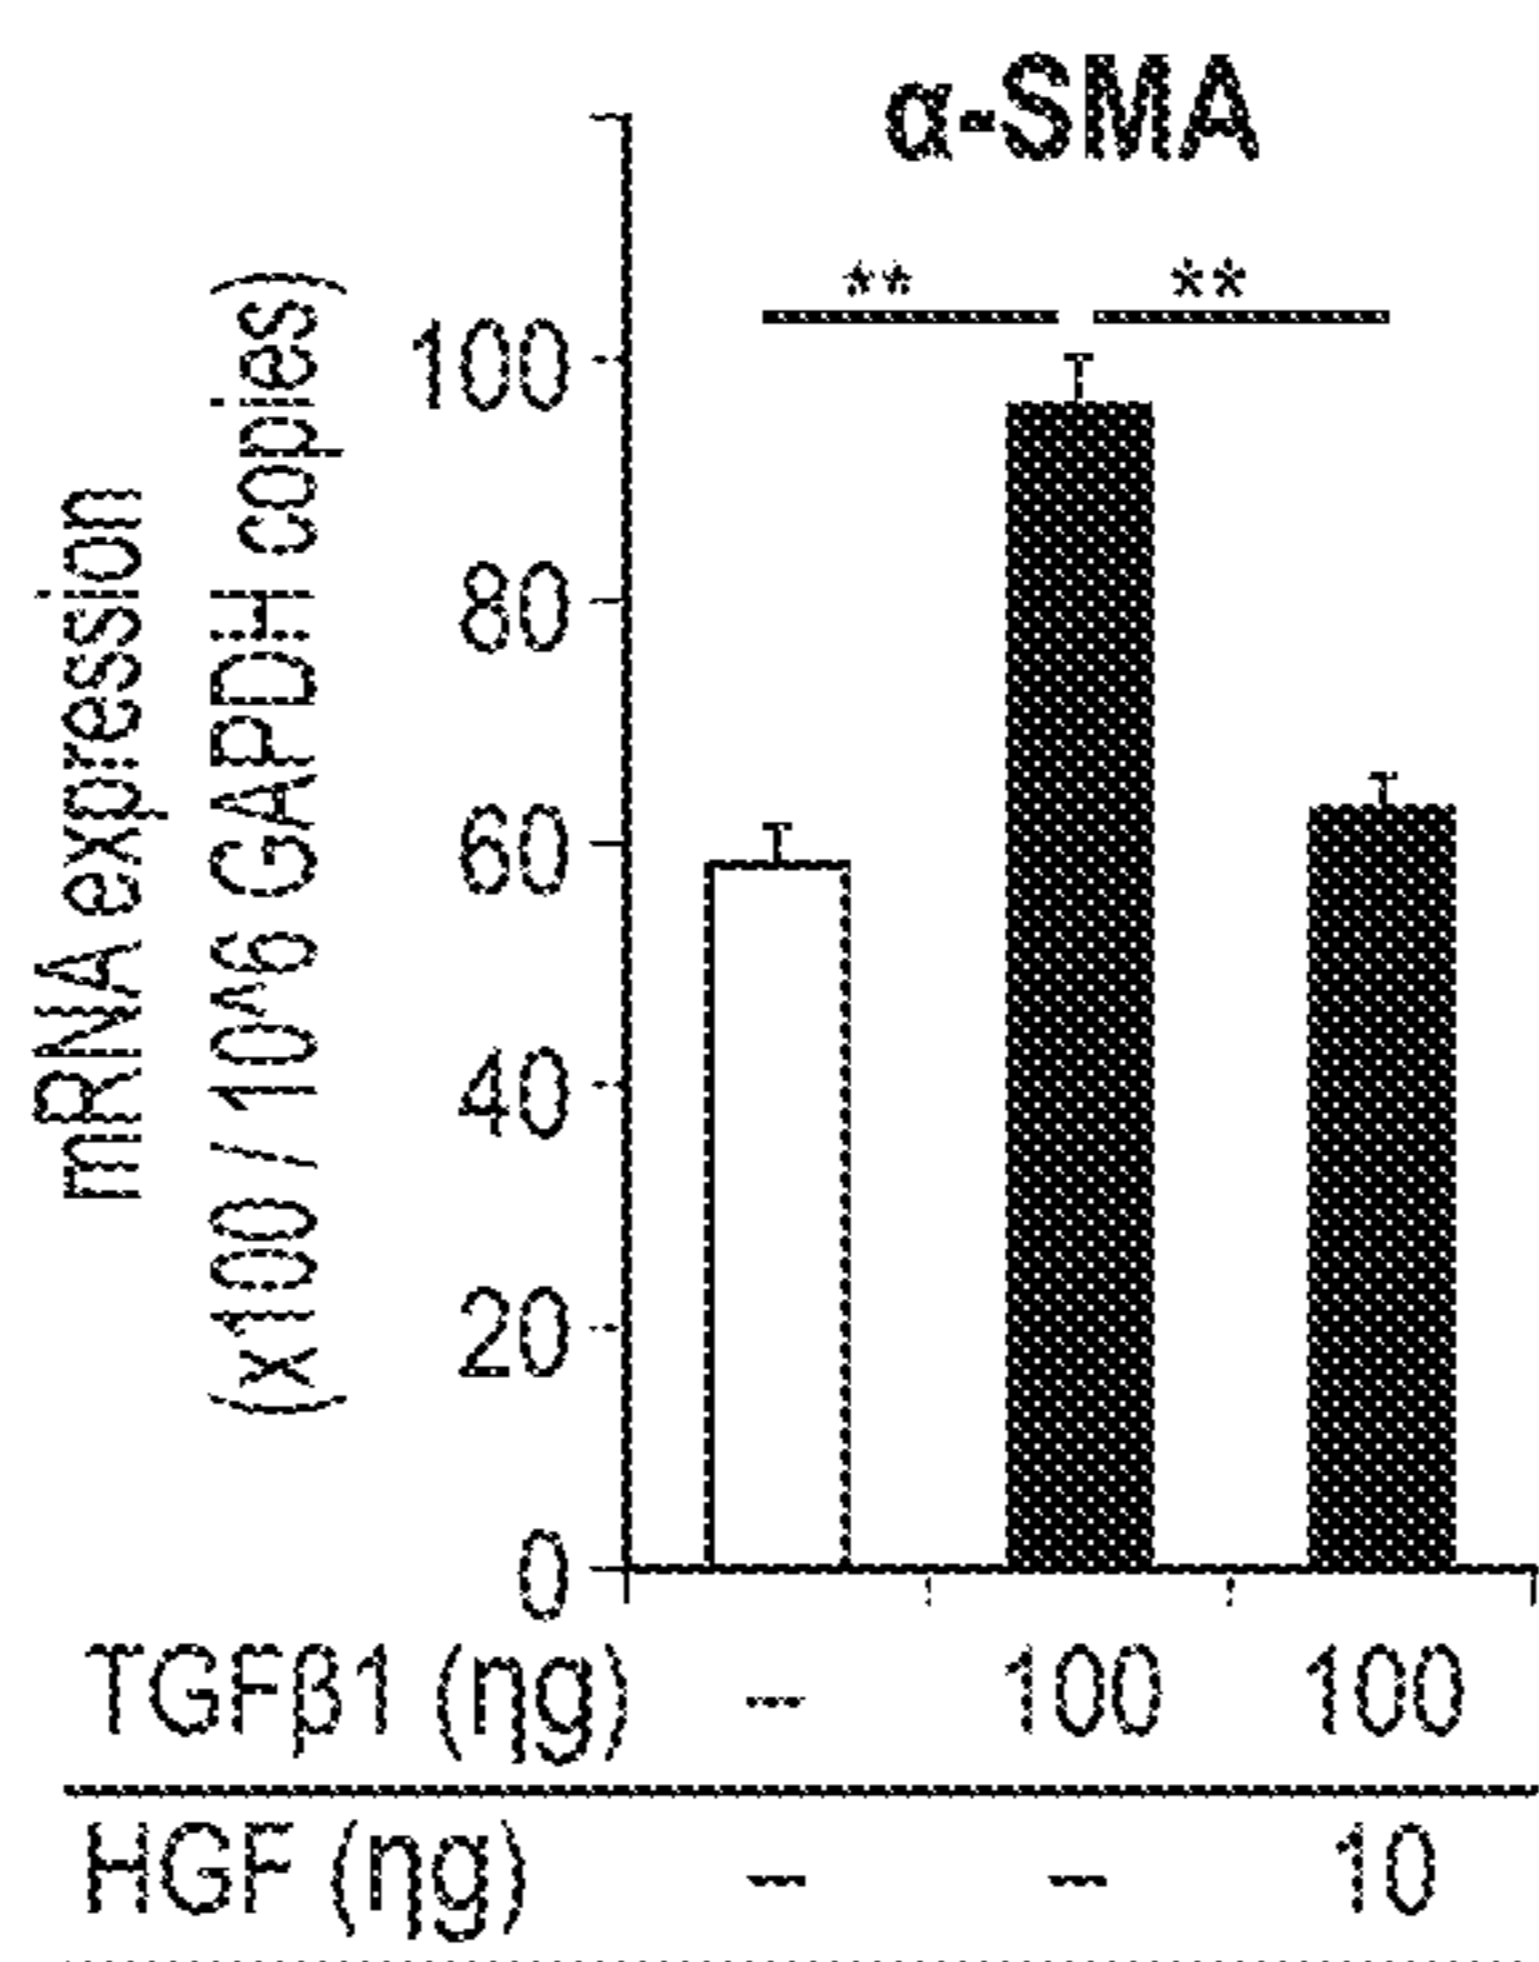 α-SMA
** **
mRNA expression
(x100 / 10^6 GAPDH copies)
100
80
60
40
20
0
TGFβ1 (ηg) -- 100 100
HGF (ηg) -- -- 10